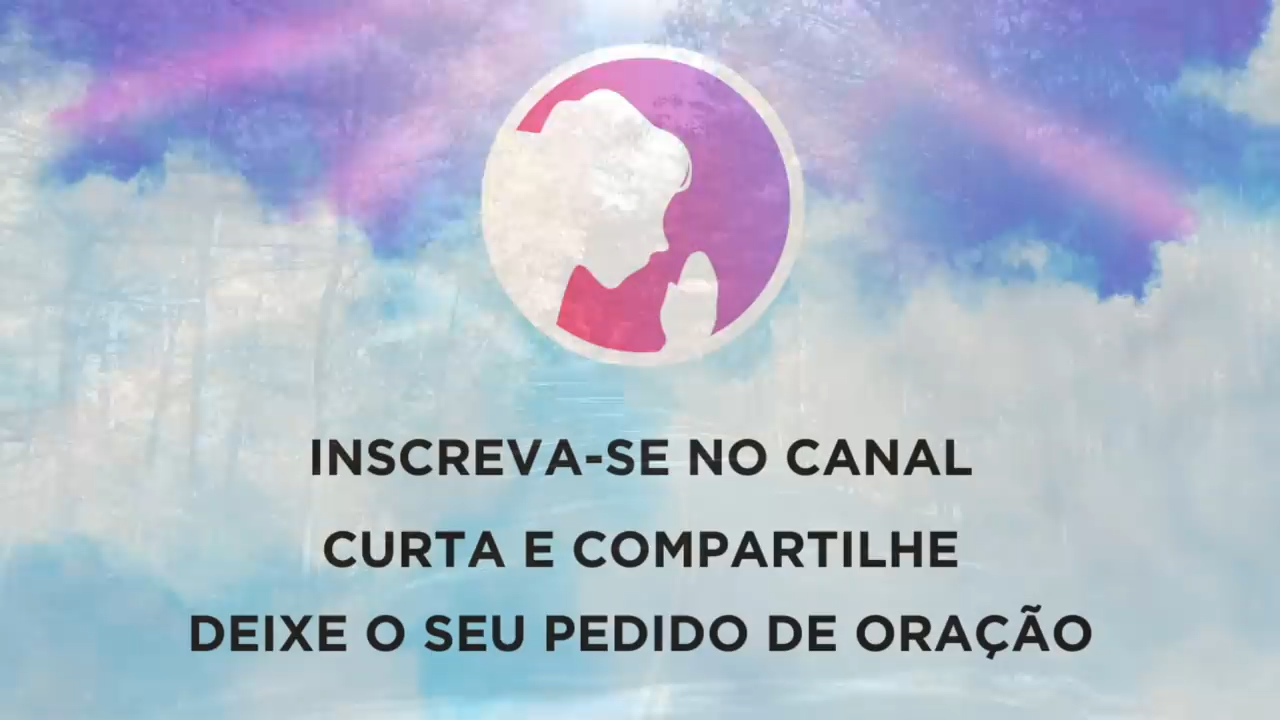 INSCREVA-SE NO CANAL
CURTA E COMPARTILHE
DEIXE O SEU PEDIDO DE ORAÇÃO